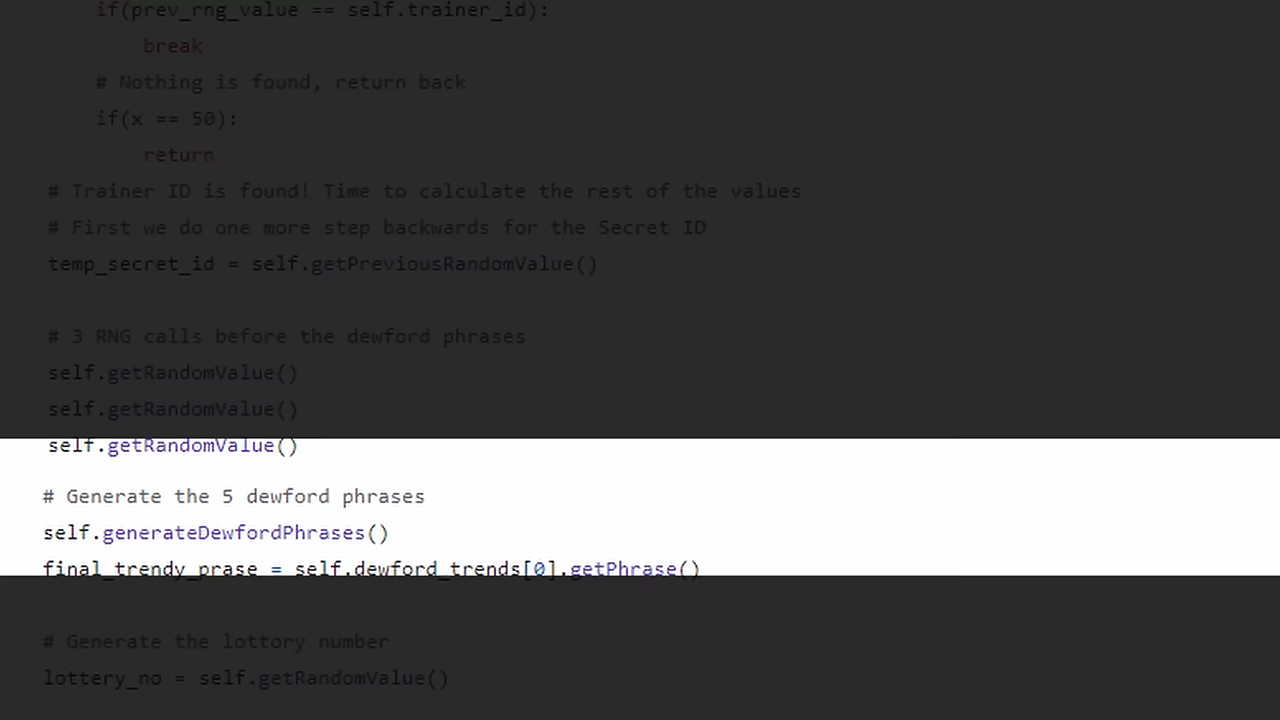 if(prev_rng_value == self.trainer_id):
break
# Nothing is found, return back
if(x == 50):
return
# Trainer ID is found! Time to calculate the rest of the values
# First we do one more step backwards for the Secret ID
temp_secret_id = self.getPreviousRandomValue()
# 3 RNG calls before the dewford phrases
self.getRandomValue()
self.getRandomValue()
self.getRandomValue()
# Generate the 5 dewford phrases
self.generateDewfordPhrases()
final_trendy_prase = self.dewford_trends[0].getPhrase()
# Generate the lottory number
lottery_no = self.getRandomValue()